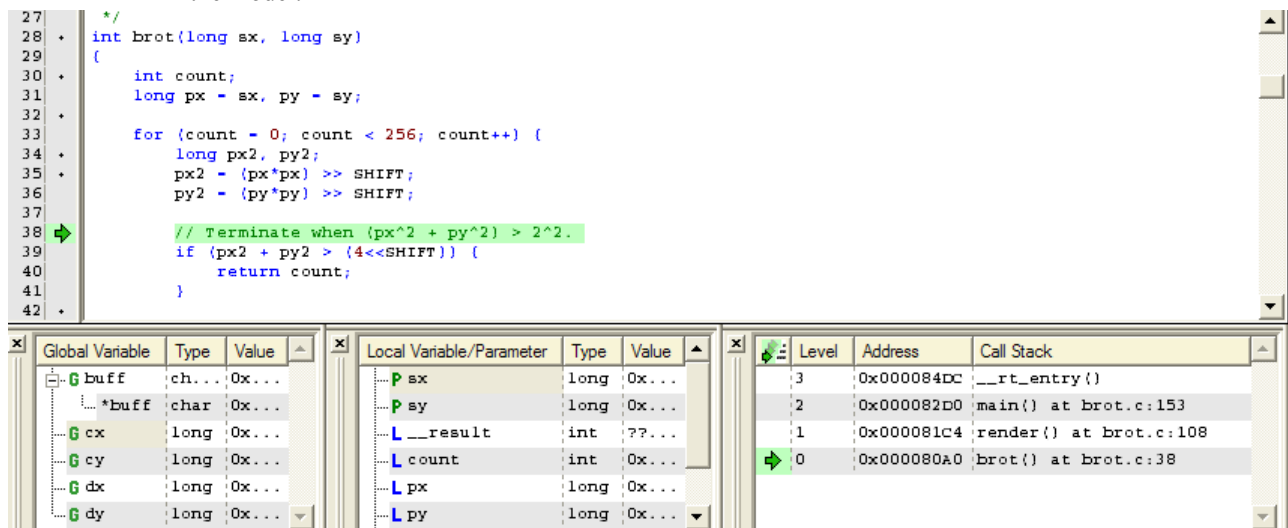 27 */
28 int brot(long sx, long sy)
29 {
30 int count;
31 long px = sx, py = sy;
32
33 for (count = 0; count < 256; count++) {
34 long px2, py2;
35 px2 = (px*px) >> SHIFT;
36 py2 = (py*py) >> SHIFT;
37
38 // Terminate when (px^2 + py^2) > 2^2.
39 if (px2 + py2 > (4<<SHIFT)) {
40 return count;
41 }
42
Global Variable Type Value
G buff ch... 0x...
*buff char 0x...
G cx long 0x...
G cy long 0x...
G dx long 0x...
G dy long 0x...
Local Variable/Parameter Type Value
P sx long 0x...
P sy long 0x...
L __result int ??...
L count int 0x...
L px long 0x...
L py long 0x...
Level Address Call Stack
3 0x000084DC __rt_entry()
2 0x000082D0 main() at brot.c:153
1 0x000081C4 render() at brot.c:108
0 0x000080A0 brot() at brot.c:38